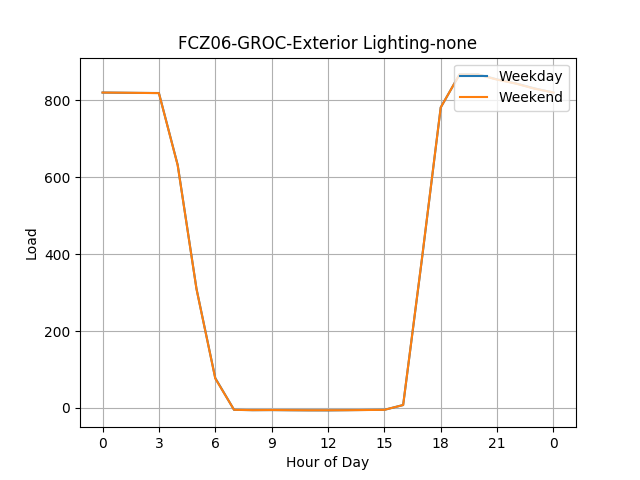 FCZ06-GROC-Exterior Lighting-none
Weekday
Weekend
800
600
400
200
0
Load
0 3 6 9 12 15 18 21 0
Hour of Day